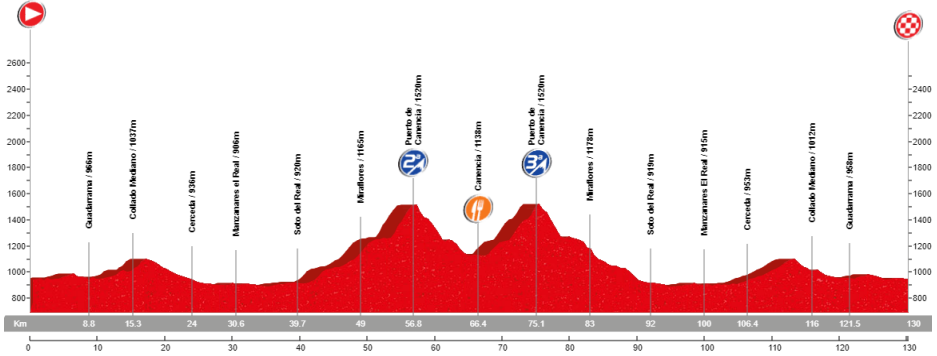 2600
2400
2200
2000
1800
1600
1400
1200
1000
800
Guadarrama / 966m
Collado Mediano / 1037m
Cerceda / 936m
Manzanares el Real / 906m
Soto del Real / 920m
Miraflores / 1165m
Puerto de
Canencia / 1520m
2ª
Canencia / 1138m
Puerto de
Canencia / 1520m
3ª
Miraflores / 1178m
Soto del Real / 919m
Manzanares El Real / 915m
Cerceda / 953m
Collado Mediano / 1012m
Guadarrama / 958m
2400
2200
2000
1800
1600
1400
1200
1000
800
Km 8.8 15.3 24 30.6 39.7 49 56.8 66.4 75.1 83 92 100 106.4 116 121.5 130
0 10 20 30 40 50 60 70 80 90 100 110 120 130